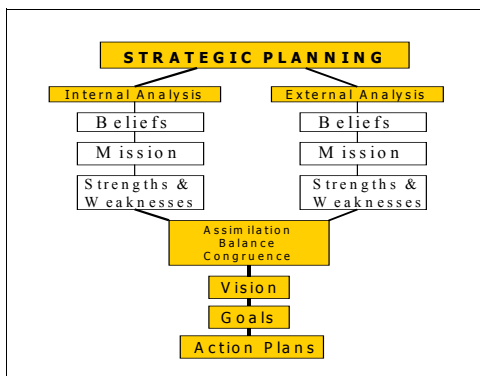 STRATEGIC PLANNING
Internal Analysis
Beliefs
Mission
Strengths &
Weaknesses
External Analysis
Beliefs
Mission
Strengths &
Weaknesses
Assimilation
Balance
Congruence
Vision
Goals
Action Plans